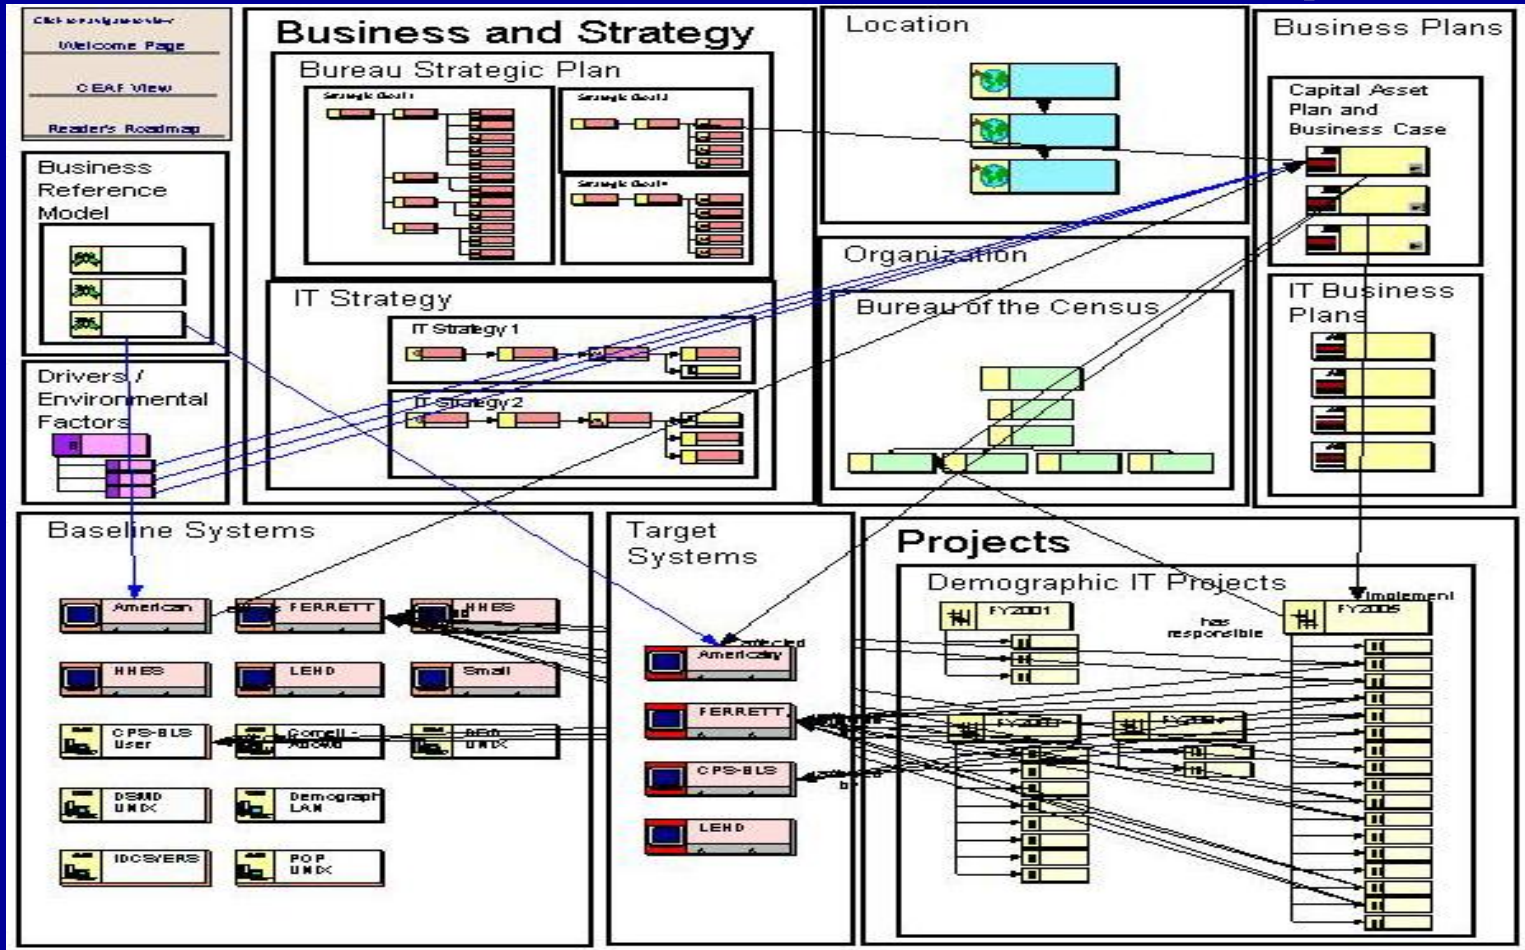 Welcome Page
CEAF View
Reader's Roadmap
Business and Strategy
Bureau Strategic Plan
IT Strategy
IT Strategy 1
IT Strategy 2
Location
Organization
Bureau of the Census
Business Plans
Capital Asset
Plan and
Business Case
IT Business
Plans
Business
Reference
Model
Drivers /
Environmental
Factors
Baseline Systems
American
FERRETT
HHES
HHES
LEHD
Small
CPS-BLS
User
Cornell -
UNIX
DSMD
UNIX
Demograph
LAN
POP
UNIX
Target
Systems
FERRETT
CPS-BLS
LEHD
Projects
Demographic IT Projects
FY2001
has
responsible
Implement
FY2005